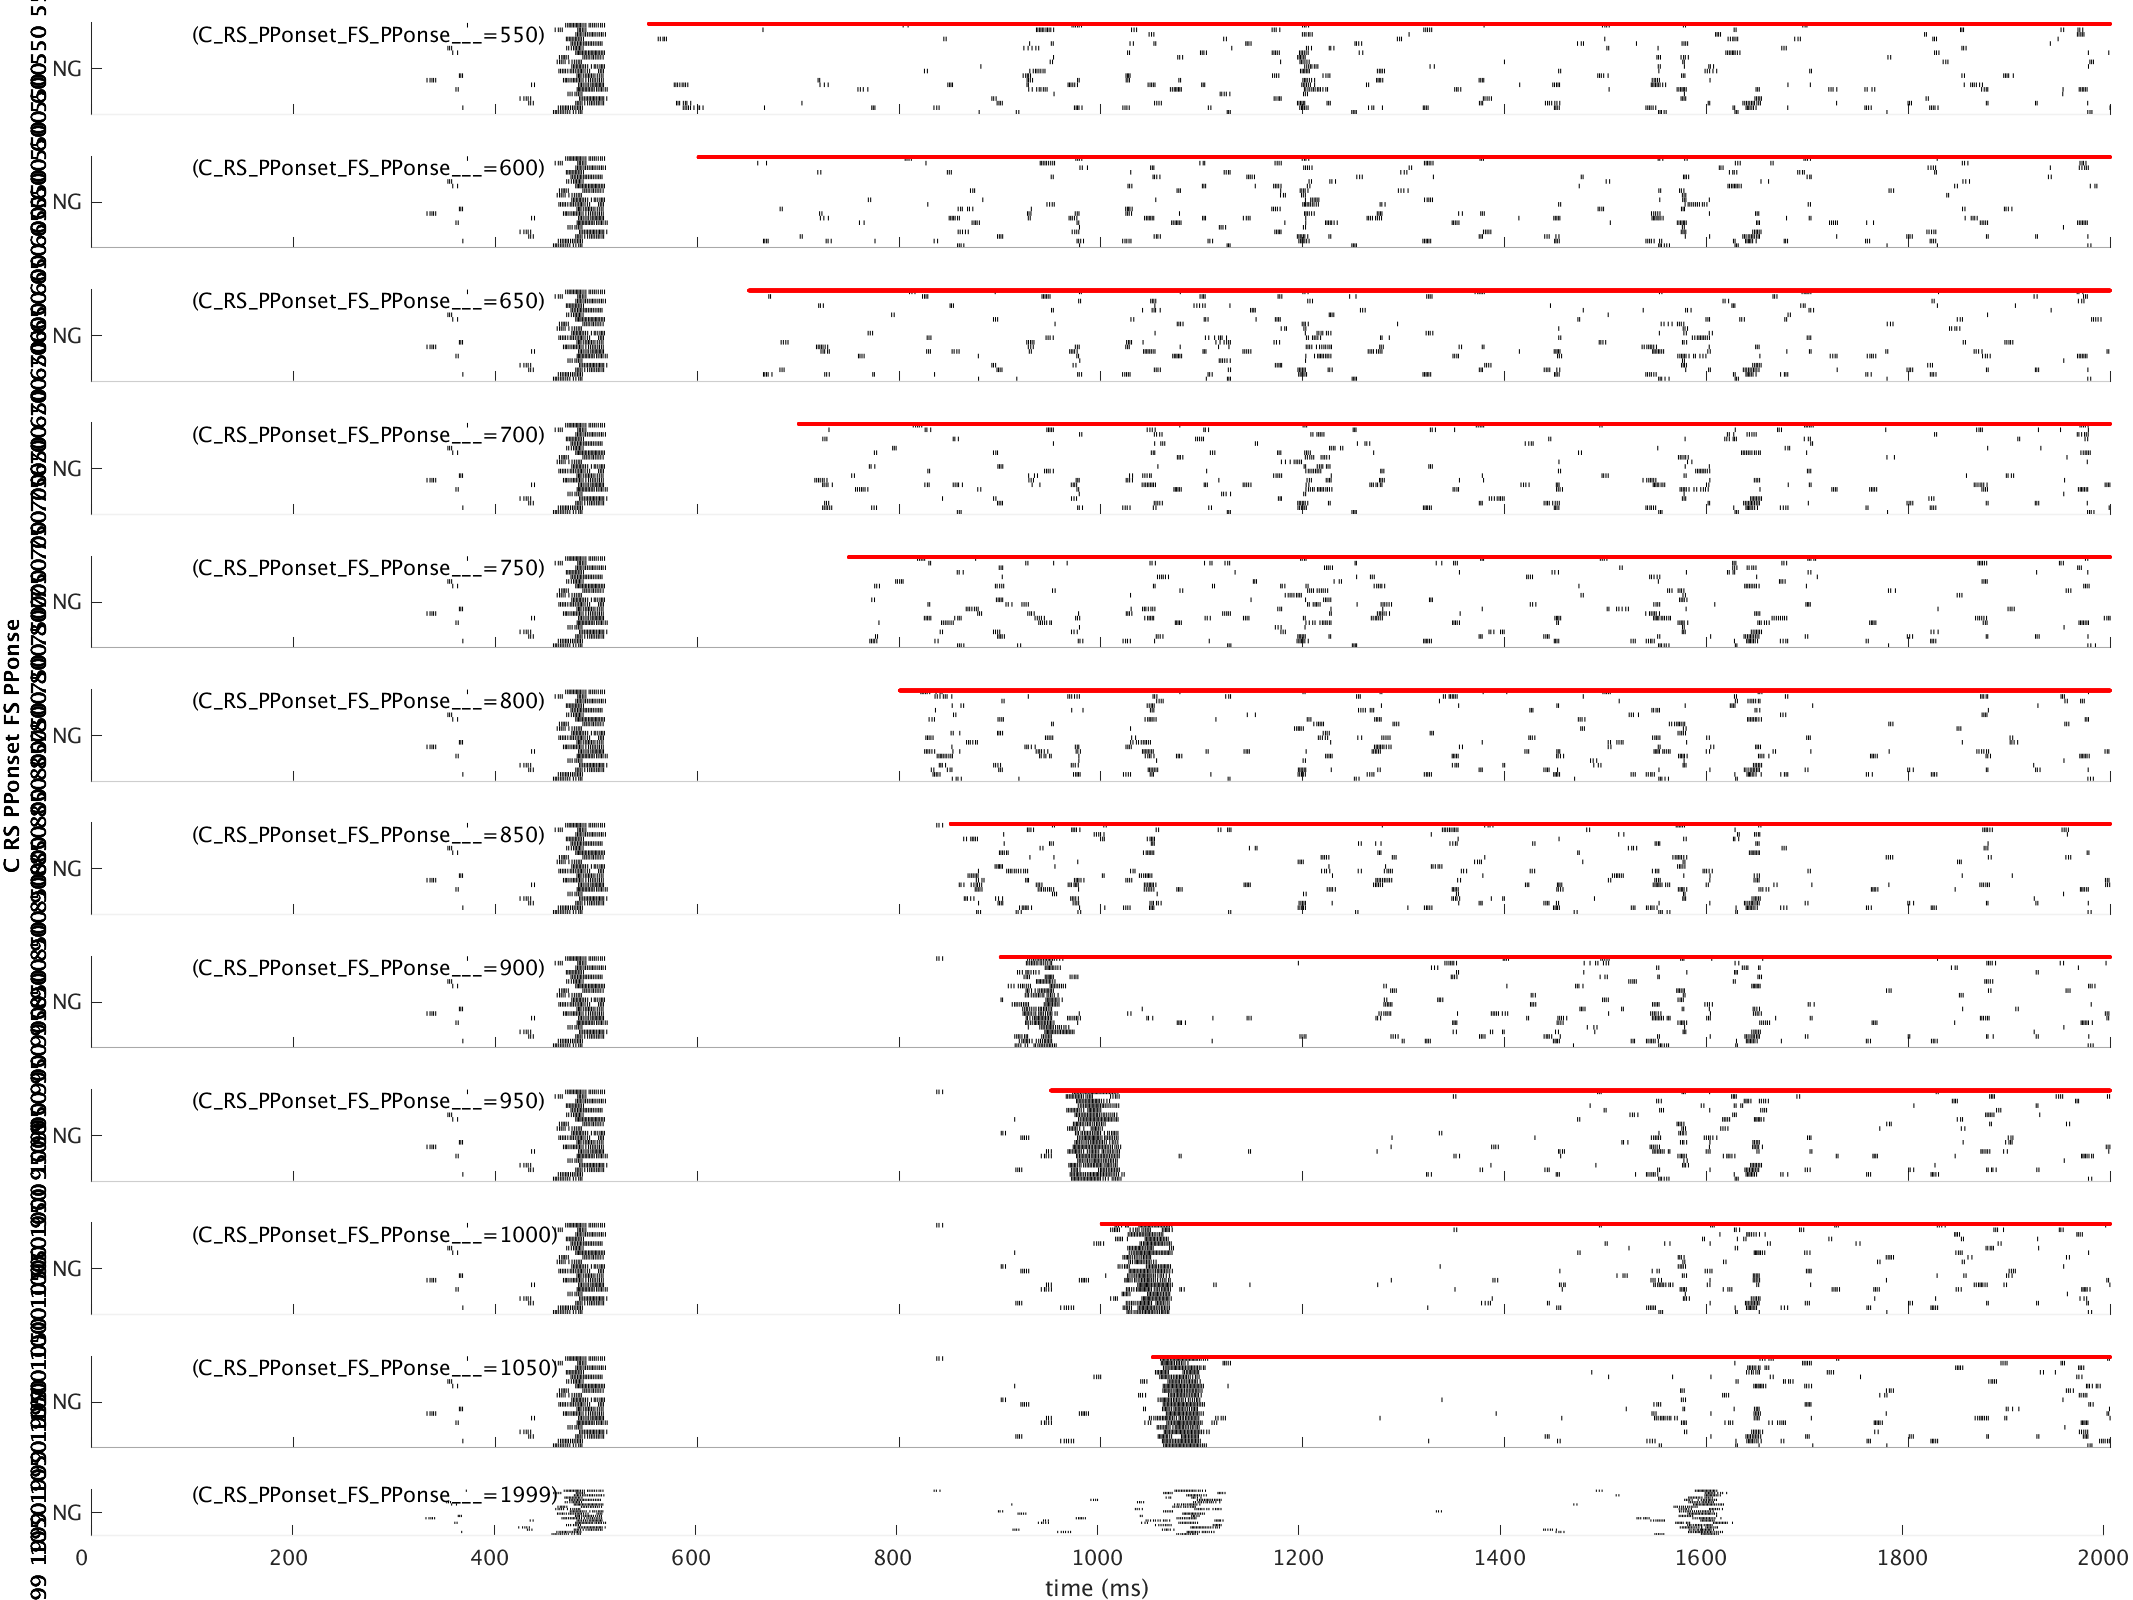 (C_RS_PPonset_FS_PPonse___=550)
NG
(C_RS_PPonset_FS_PPonse___=600)
NG
(C_RS_PPonset_FS_PPonse___=650)
NG
(C_RS_PPonset_FS_PPonse___=700)
NG
(C_RS_PPonset_FS_PPonse___=750)
NG
(C_RS_PPonset_FS_PPonse___=800)
NG
(C_RS_PPonset_FS_PPonse___=850)
NG
(C_RS_PPonset_FS_PPonse___=900)
NG
(C_RS_PPonset_FS_PPonse___=950)
NG
(C_RS_PPonset_FS_PPonse___=1000)
NG
(C_RS_PPonset_FS_PPonse___=1050)
NG
(C_RS_PPonset_FS_PPonse___=1999)
NG
0 200 400 600 800 1000 1200 1400 1600 1800 2000
time (ms)
C RS PPonset FS PPonse